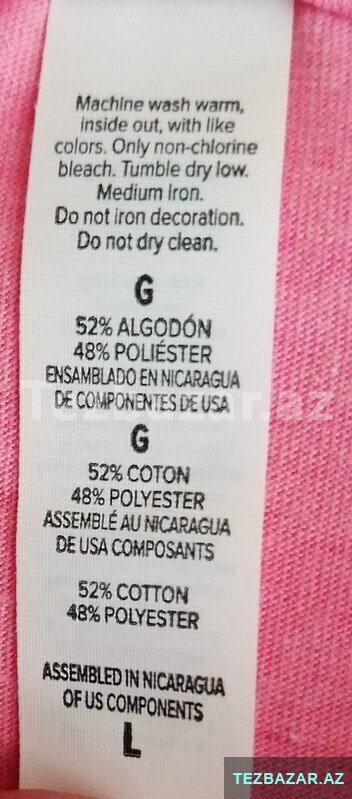 Machine wash warm,
inside out, with like
colors. Only non-chlorine
bleach. Tumble dry low.
Medium Iron.
Do not iron decoration.
Do not dry clean.
G
52% ALGODÓN
48% POLIÉSTER
ENSAMBLADO EN NICARAGUA
DE COMPONENTES DE USA
Tezbazar.az
G
52% COTON
48% POLYESTER
ASSEMBLÉ AU NICARAGUA
DE USA COMPOSANTS
52% COTTON
48% POLYESTER
ASSEMBLED IN NICARAGUA
OF US COMPONENTS
L
TEZBAZAR.AZ